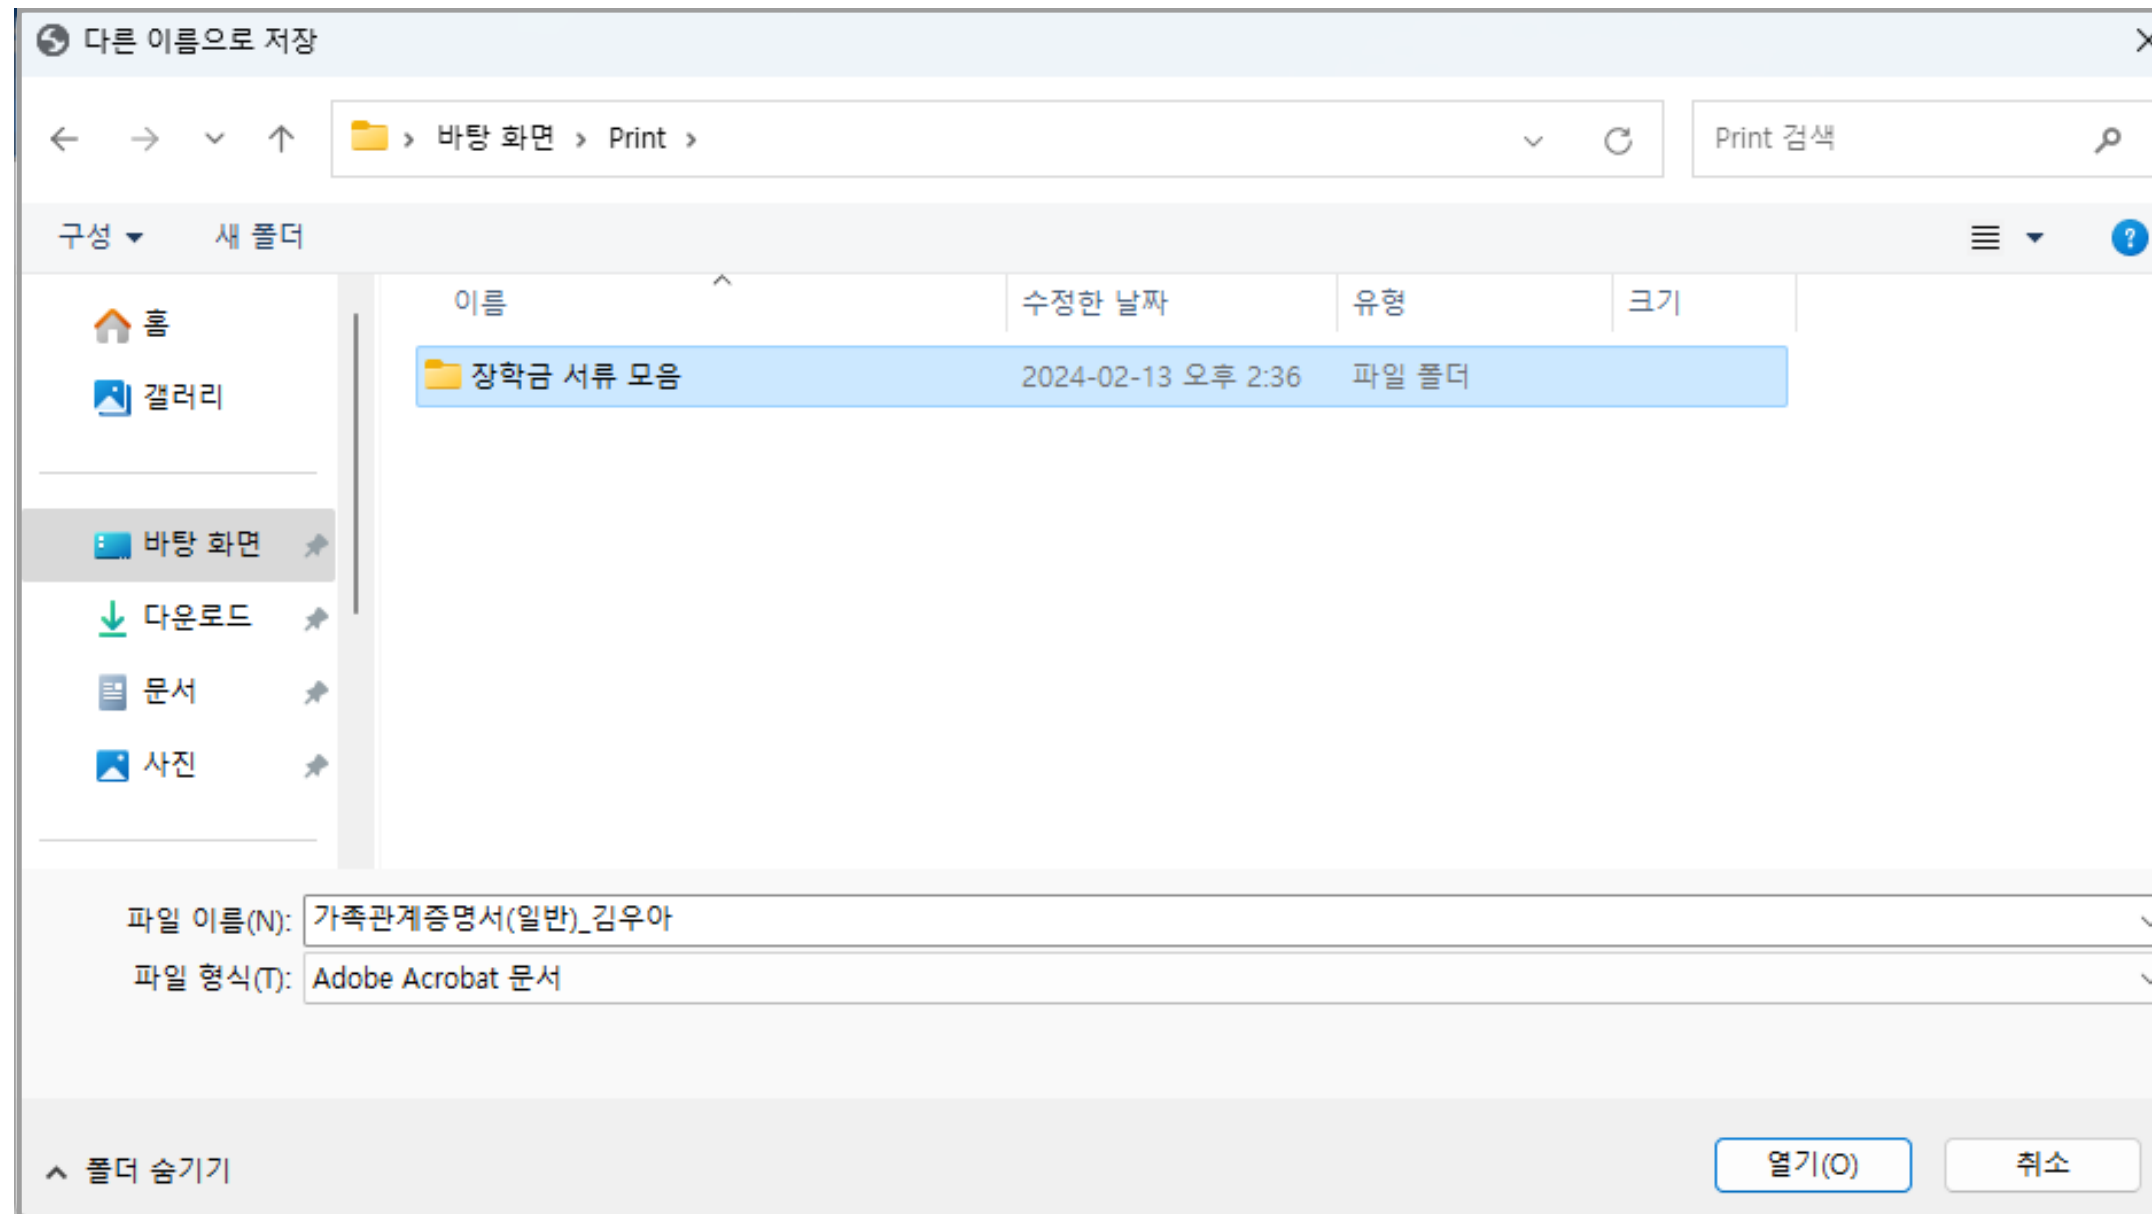 다른 이름으로 저장
바탕 화면 > Print >
Print 검색
구성
새 폴더
이름 수정한 날짜 유형 크기
장학금 서류 모음 2024-02-13 오후 2:36 파일 폴더
홈
갤러리
바탕 화면
다운로드
문서
사진
파일 이름(N): 가족관계증명서(일반)_김우아
파일 형식(T): Adobe Acrobat 문서
폴더 숨기기
열기(O)
취소